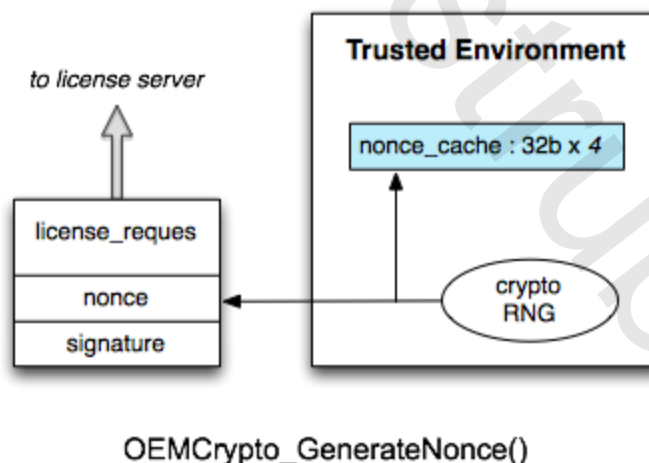 Trusted Environment
to license server
nonce_cache : 32b x 4
license_reques
nonce
signature
crypto
RNG
OEMCrypto_GenerateNonce()